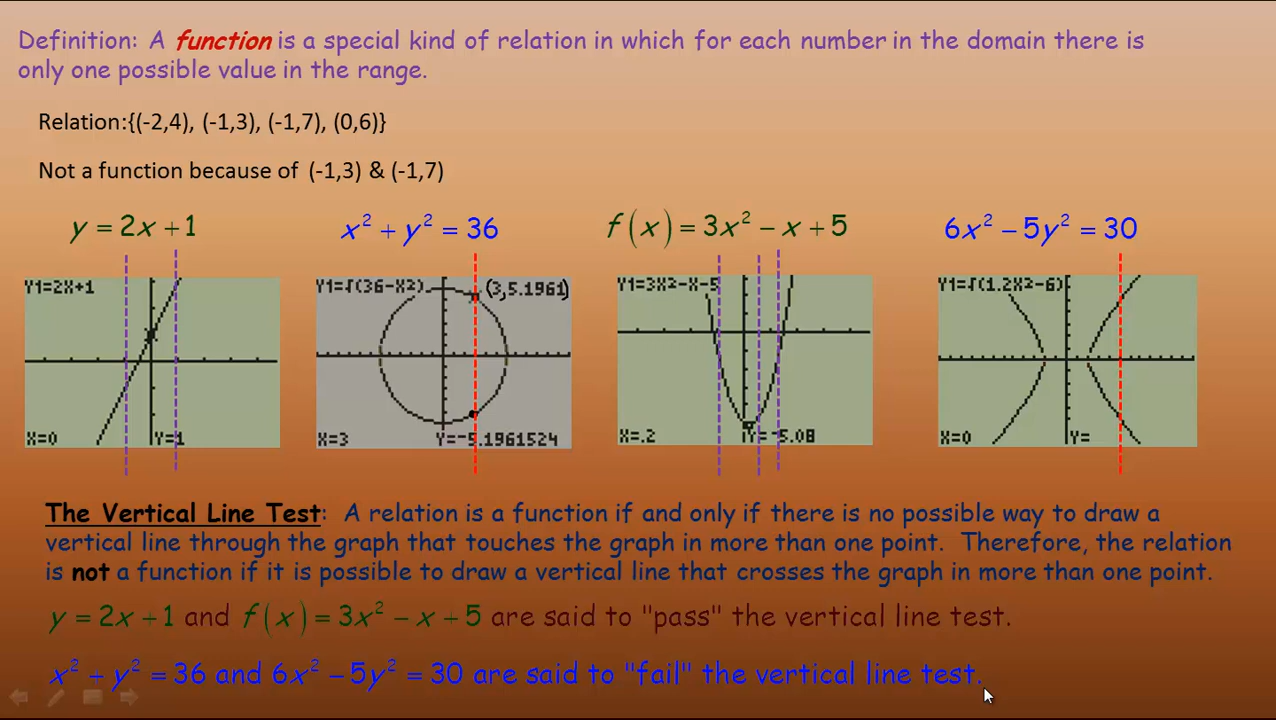 Definition: A function is a special kind of relation in which for each number in the domain there is
only one possible value in the range.
Relation:{(-2,4), (-1,3), (-1,7), (0,6)}
Not a function because of (-1,3) & (-1,7)
y = 2x + 1
x² + y² = 36
f(x) = 3x² − x + 5
6x² − 5y² = 30
Y1=2X+1
X=0 Y=1
Y1=√(36-X²)
(3,5.1961)
X=3 Y=-5.1961524
Y1=3X²-X-5
X=.2 Y=-5.08
Y1=√(1.2X²-6)
X=0 Y=
The Vertical Line Test: A relation is a function if and only if there is no possible way to draw a
vertical line through the graph that touches the graph in more than one point. Therefore, the relation
is not a function if it is possible to draw a vertical line that crosses the graph in more than one point.
y = 2x + 1 and f(x) = 3x² − x + 5 are said to "pass" the vertical line test.
x² + y² = 36 and 6x² − 5y² = 30 are said to "fail" the vertical line test.